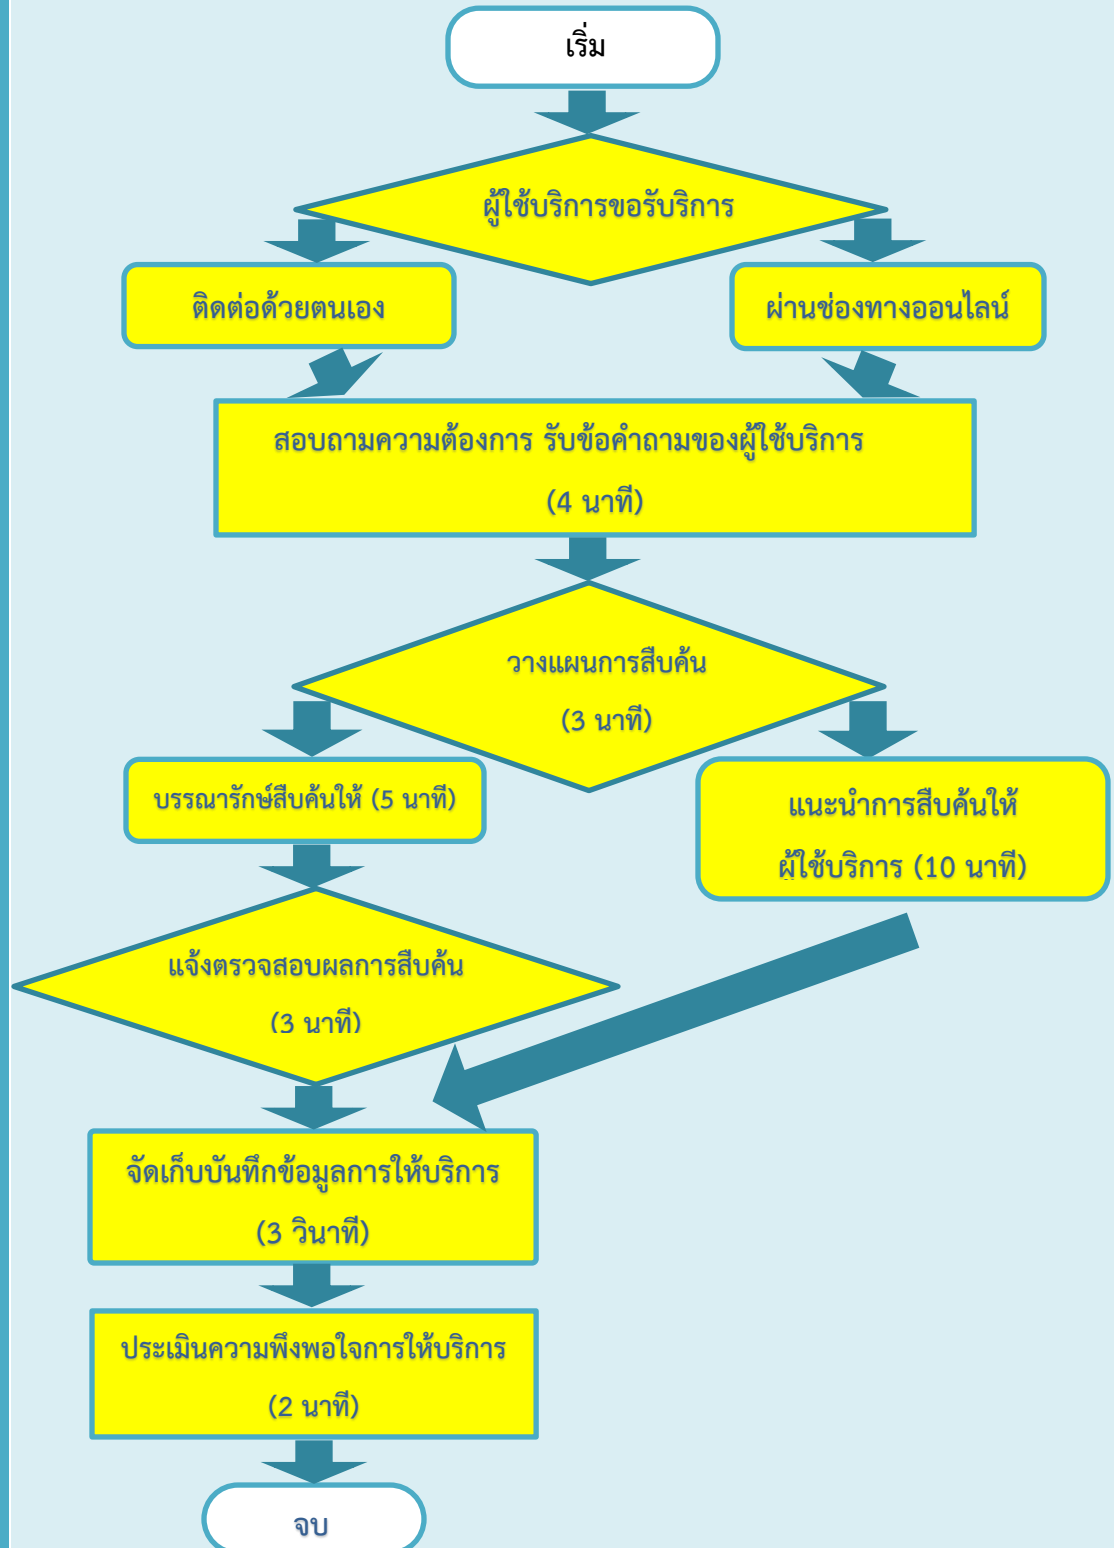 เริ่ม
ผู้ใช้บริการขอรับริการ
ติดต่อด้วยตนเอง
ผ่านช่องทางออนไลน์
สอบถามความต้องการ รับข้อคำถามของผู้ใช้บริการ
(4 นาที)
วางแผนการสืบค้น
(3 นาที)
บรรณารักษ์สืบค้นให้ (5 นาที)
แนะนำการสืบค้นให้
ผู้ใช้บริการ (10 นาที)
แจ้งตรวจสอบผลการสืบค้น
(3 นาที)
จัดเก็บบันทึกข้อมูลการให้บริการ
(3 วินาที)
ประเมินความพึงพอใจการให้บริการ
(2 นาที)
จบ